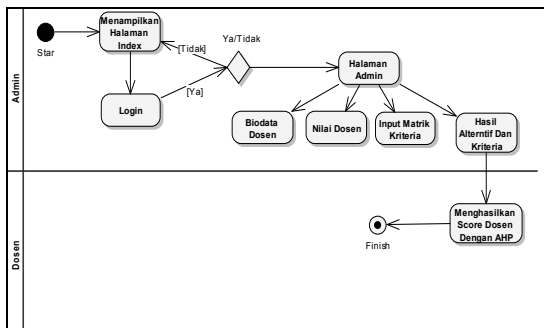 Admin
Star
Menampilkan
Halaman
Index
[Tidak]
Ya/Tidak
Login
[Ya]
Halaman
Admin
Biodata
Dosen
Nilai Dosen
Input Matrik
Kriteria
Hasil
Alterntif Dan
Kriteria
Dosen
Menghasilkan
Score Dosen
Dengan AHP
Finish